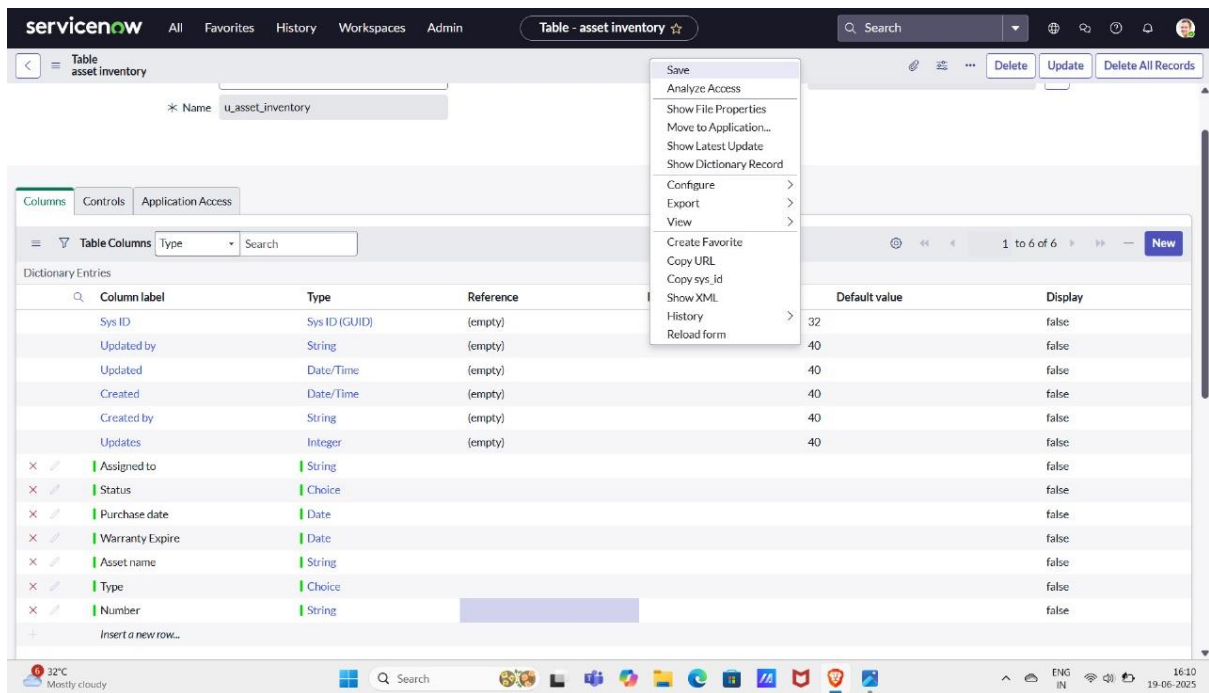 servicenow All Favorites History Workspaces Admin Table - asset inventory Search
Table
asset inventory
Delete Update Delete All Records
* Name u_asset_inventory
Save
Analyze Access
Show File Properties
Move to Application...
Show Latest Update
Show Dictionary Record
Configure
Export
View
Create Favorite
Copy URL
Copy sys_id
Show XML
History
Reload form
Columns Controls Application Access
Table Columns Type Search 1 to 6 of 6 New
Dictionary Entries
Column label Type Reference Default value Display
Sys ID Sys ID (GUID) (empty) 32 false
Updated by String (empty) 40 false
Updated Date/Time (empty) 40 false
Created Date/Time (empty) 40 false
Created by String (empty) 40 false
Updates Integer (empty) 40 false
Assigned to String false
Status Choice false
Purchase date Date false
Warranty Expire Date false
Asset name String false
Type Choice false
Number String false
Insert a new row...
6 32°C
Mostly cloudy
Search
ENG
IN
16:10
19-06-2025